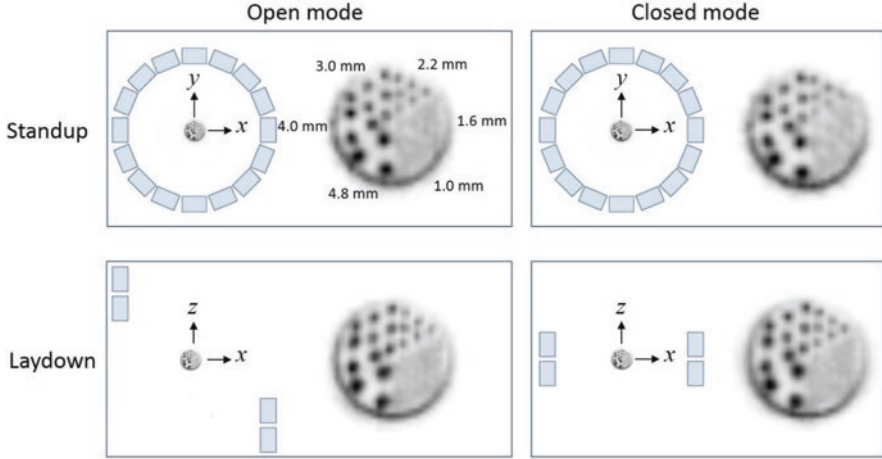 Open mode
Closed mode
Standup
y
x
3.0 mm
2.2 mm
4.0 mm
1.6 mm
4.8 mm
1.0 mm
y
x
Laydown
z
x
z
x